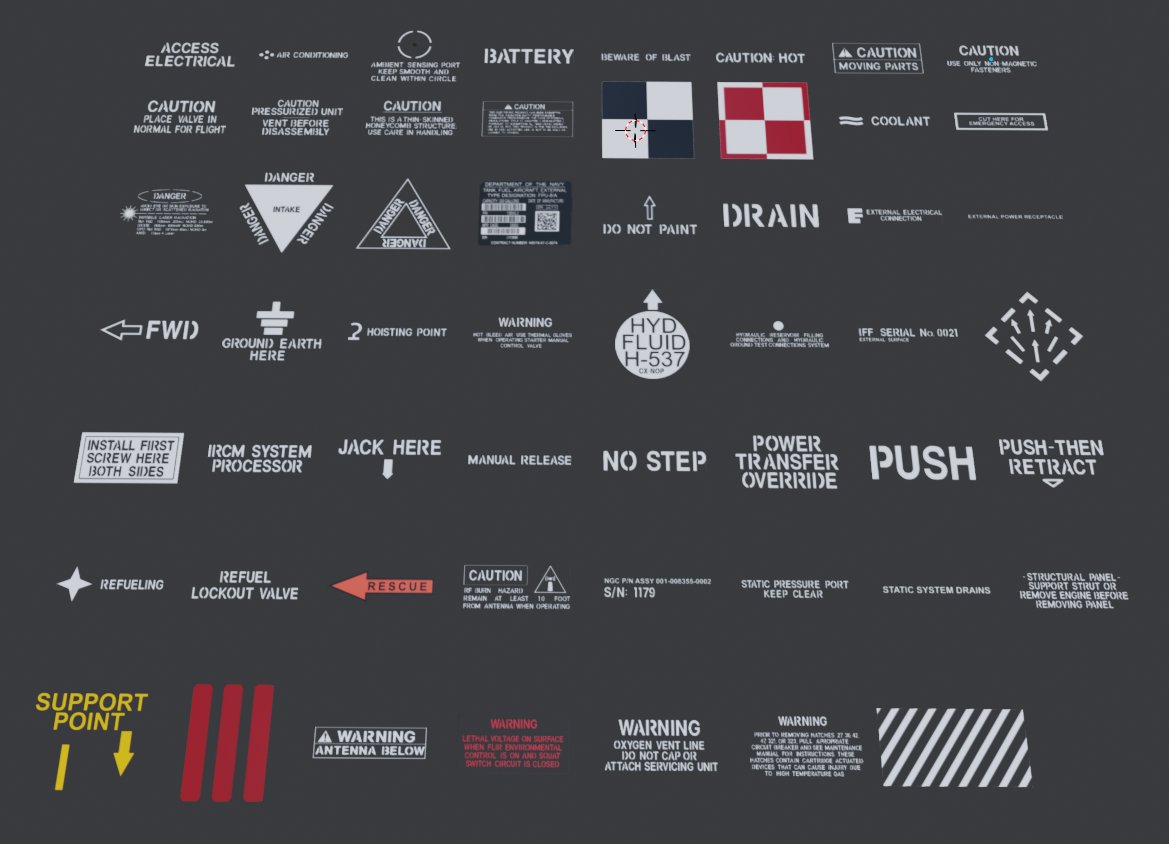 ACCESS
ELECTRICAL
AIR CONDITIONING
AMBIENT SENSING PORT
KEEP SMOOTH AND
CLEAN WITHIN CIRCLE
BATTERY
BEWARE OF BLAST
CAUTION HOT
CAUTION
MOVING PARTS
CAUTION
USE ONLY NON-MAGNETIC
FASTENERS
CAUTION
PLACE VALVE IN
NORMAL FOR FLIGHT
CAUTION
PRESSURIZED UNIT
VENT BEFORE
DISASSEMBLY
CAUTION
THIS IS A THIN-SKINNED
HONEYCOMB STRUCTURE.
USE CARE IN HANDLING
CAUTION
COOLANT
CUT HERE FOR
EMERGENCY ACCESS
DANGER
DANGER
INTAKE
DANGER
DANGER
DANGER
DANGER
DANGER
DEPARTMENT OF THE NAVY
TANK, FUEL, AIRCRAFT EXTERNAL
TYPE DESIGNATION: FPU-8/A
DO NOT PAINT
DRAIN
EXTERNAL ELECTRICAL
CONNECTION
EXTERNAL POWER RECEPTACLE
FWD
GROUND EARTH
HERE
2 HOISTING POINT
WARNING
HOT BLEED AIR USE THERMAL GLOVES
WHEN OPERATING STARTER MANUAL
CONTROL VALVE
HYD
FLUID
H-537
CX-NOP
HYDRAULIC RESERVOIR FILLING
CONNECTIONS AND HYDRAULIC
GROUND TEST CONNECTIONS SYSTEM
IFF SERIAL No. 0021
EXTERNAL SURFACE
INSTALL FIRST
SCREW HERE
BOTH SIDES
IRCM SYSTEM
PROCESSOR
JACK HERE
MANUAL RELEASE
NO STEP
POWER
TRANSFER
OVERRIDE
PUSH
PUSH-THEN
RETRACT
REFUELING
REFUEL
LOCKOUT VALVE
RESCUE
CAUTION
RF BURN HAZARD
REMAIN AT LEAST 10 FOOT
FROM ANTENNA WHEN OPERATING
NGC P/N ASSY 001-008355-0002
S/N: 1179
STATIC PRESSURE PORT
KEEP CLEAR
STATIC SYSTEM DRAINS
-STRUCTURAL PANEL-
SUPPORT STRUT OR
REMOVE ENGINE BEFORE
REMOVING PANEL
SUPPORT
POINT
WARNING
ANTENNA BELOW
WARNING
LETHAL VOLTAGE ON SURFACE
WHEN FLIR ENVIRONMENTAL
CONTROL IS ON AND SQUAT
SWITCH CIRCUIT IS CLOSED
WARNING
OXYGEN VENT LINE
DO NOT CAP OR
ATTACH SERVICING UNIT
WARNING
PRIOR TO REMOVING HATCHES 27, 36, 42,
47, 321, OR 323, PULL APROPRIATE
CIRCUIT BREAKER AND SEE MAINTENANCE
MANUAL FOR INSTRUCTIONS. THESE
HATCHES CONTAIN CARTRIDGE ACTUATED
DEVICES THAT CAN CAUSE INJURY DUE
TO HIGH TEMPERATURE GAS